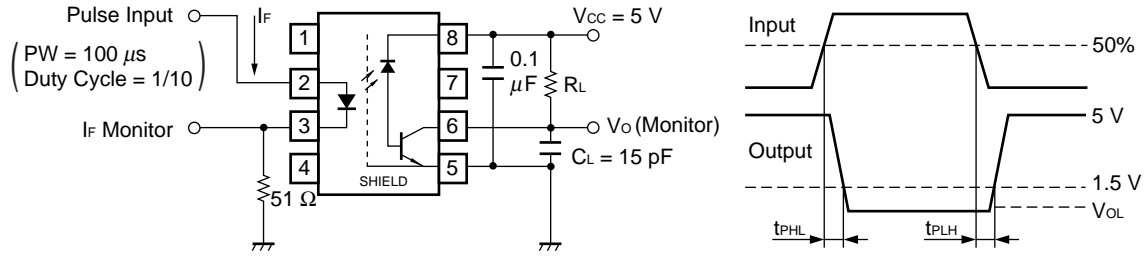 Pulse Input
IF
(PW = 100 μs
Duty Cycle = 1/10)
IF Monitor
51 Ω
1
2
3
4
8
7
6
5
SHIELD
VCC = 5 V
0.1
μF
RL
VO (Monitor)
CL = 15 pF
Input
50%
5 V
Output
1.5 V
VOL
tPHL
tPLH